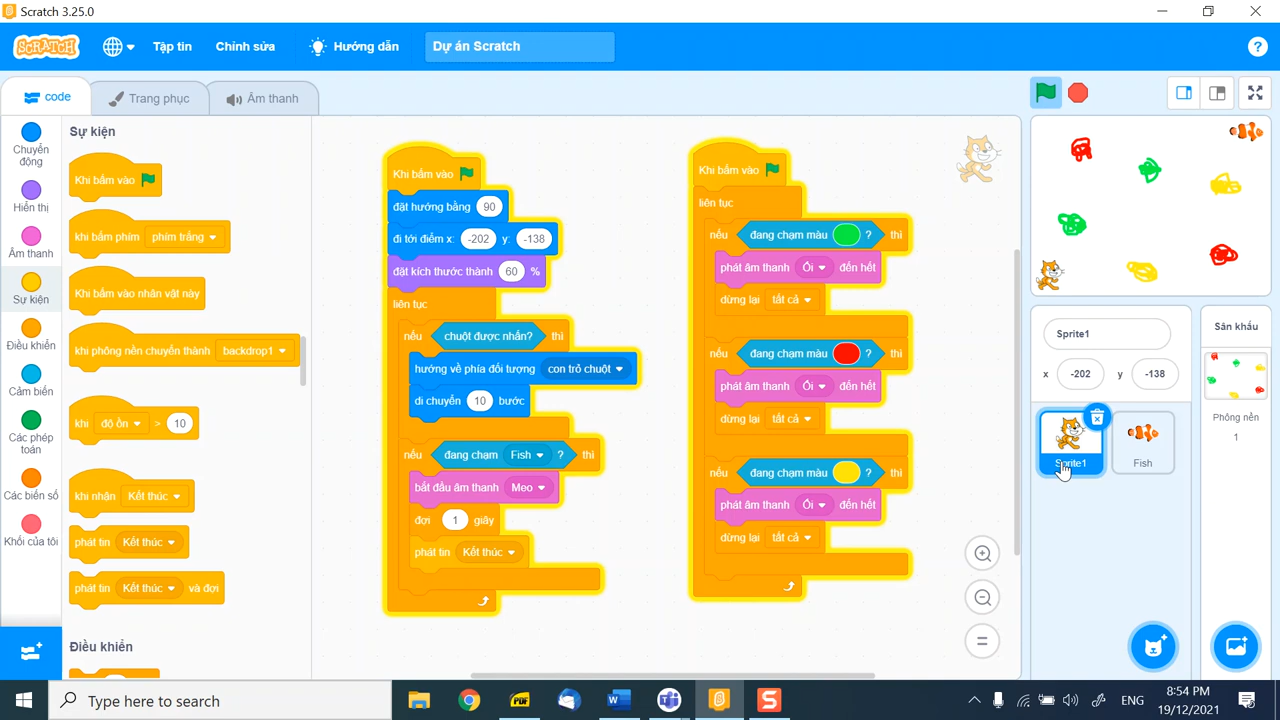 Scratch 3.25.0
SCRATCH
Tập tin
Chỉnh sửa
Hướng dẫn
Dự án Scratch
code
Trang phục
Âm thanh
Chuyển
động
Hiển thị
Âm thanh
Sự kiện
Điều khiển
Cảm biến
Các phép
toán
Các biến số
Khối của tôi
Sự kiện
Khi bấm vào
khi bấm phím phím trắng
Khi bấm vào nhân vật này
khi phông nền chuyển thành backdrop1
khi độ ồn > 10
khi nhận Kết thúc
phát tin Kết thúc
phát tin Kết thúc và đợi
Điều khiển
Khi bấm vào
đặt hướng bằng 90
đi tới điểm x: -202 y: -138
đặt kích thước thành 60 %
liên tục
nếu chuột được nhấn? thì
hướng về phía đối tượng con trỏ chuột
di chuyển 10 bước
nếu đang chạm Fish ? thì
bắt đầu âm thanh Meo
đợi 1 giây
phát tin Kết thúc
Khi bấm vào
liên tục
nếu đang chạm màu ? thì
phát âm thanh Ối đến hết
dừng lại tất cả
nếu đang chạm màu ? thì
phát âm thanh Ối đến hết
dừng lại tất cả
nếu đang chạm màu ? thì
phát âm thanh Ối đến hết
dừng lại tất cả
Sprite1
x -202 y -138
Sprite1
Fish
Sân khấu
Phông nền
1
Type here to search
PDF
ENG
8:54 PM
19/12/2021